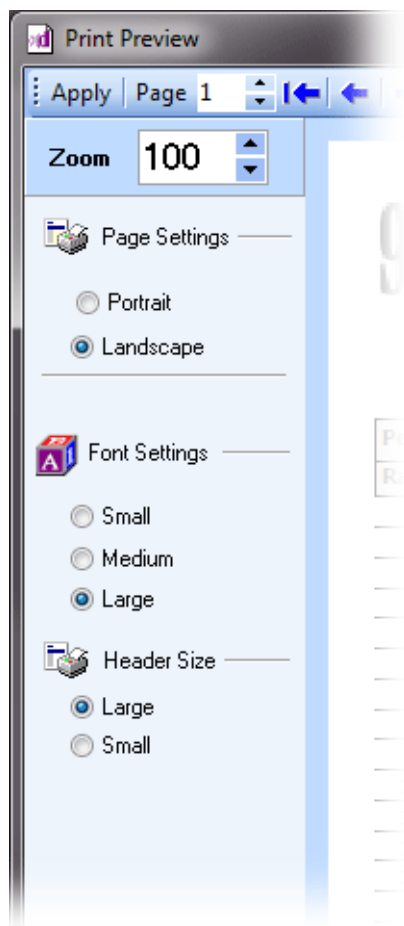 Print Preview
Apply Page 1
Zoom 100
Page Settings
Portrait
Landscape
Font Settings
Small
Medium
Large
Header Size
Large
Small